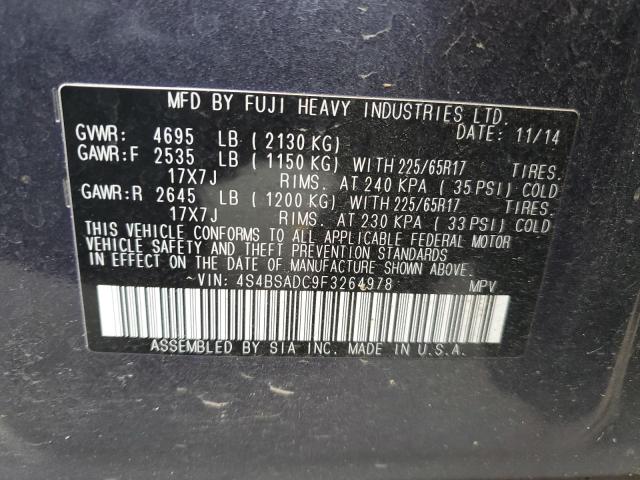 MFD BY FUJI HEAVY INDUSTRIES LTD.
DATE: 11/14
GVWR: 4695 LB ( 2130 KG)
GAWR:F 2535 LB ( 1150 KG) WITH 225/65R17 TIRES.
17X7J RIMS. AT 240 KPA ( 35 PSI) COLD
GAWR:R 2645 LB ( 1200 KG) WITH 225/65R17 TIRES.
17X7J RIMS. AT 230 KPA ( 33 PSI) COLD
THIS VEHICLE CONFORMS TO ALL APPLICABLE FEDERAL MOTOR
VEHICLE SAFETY AND THEFT PREVENTION STANDARDS
IN EFFECT ON THE DATE OF MANUFACTURE SHOWN ABOVE.
~VIN: 4S4BSADC9F3264978 MPV
ASSEMBLED BY SIA INC. MADE IN U.S.A.